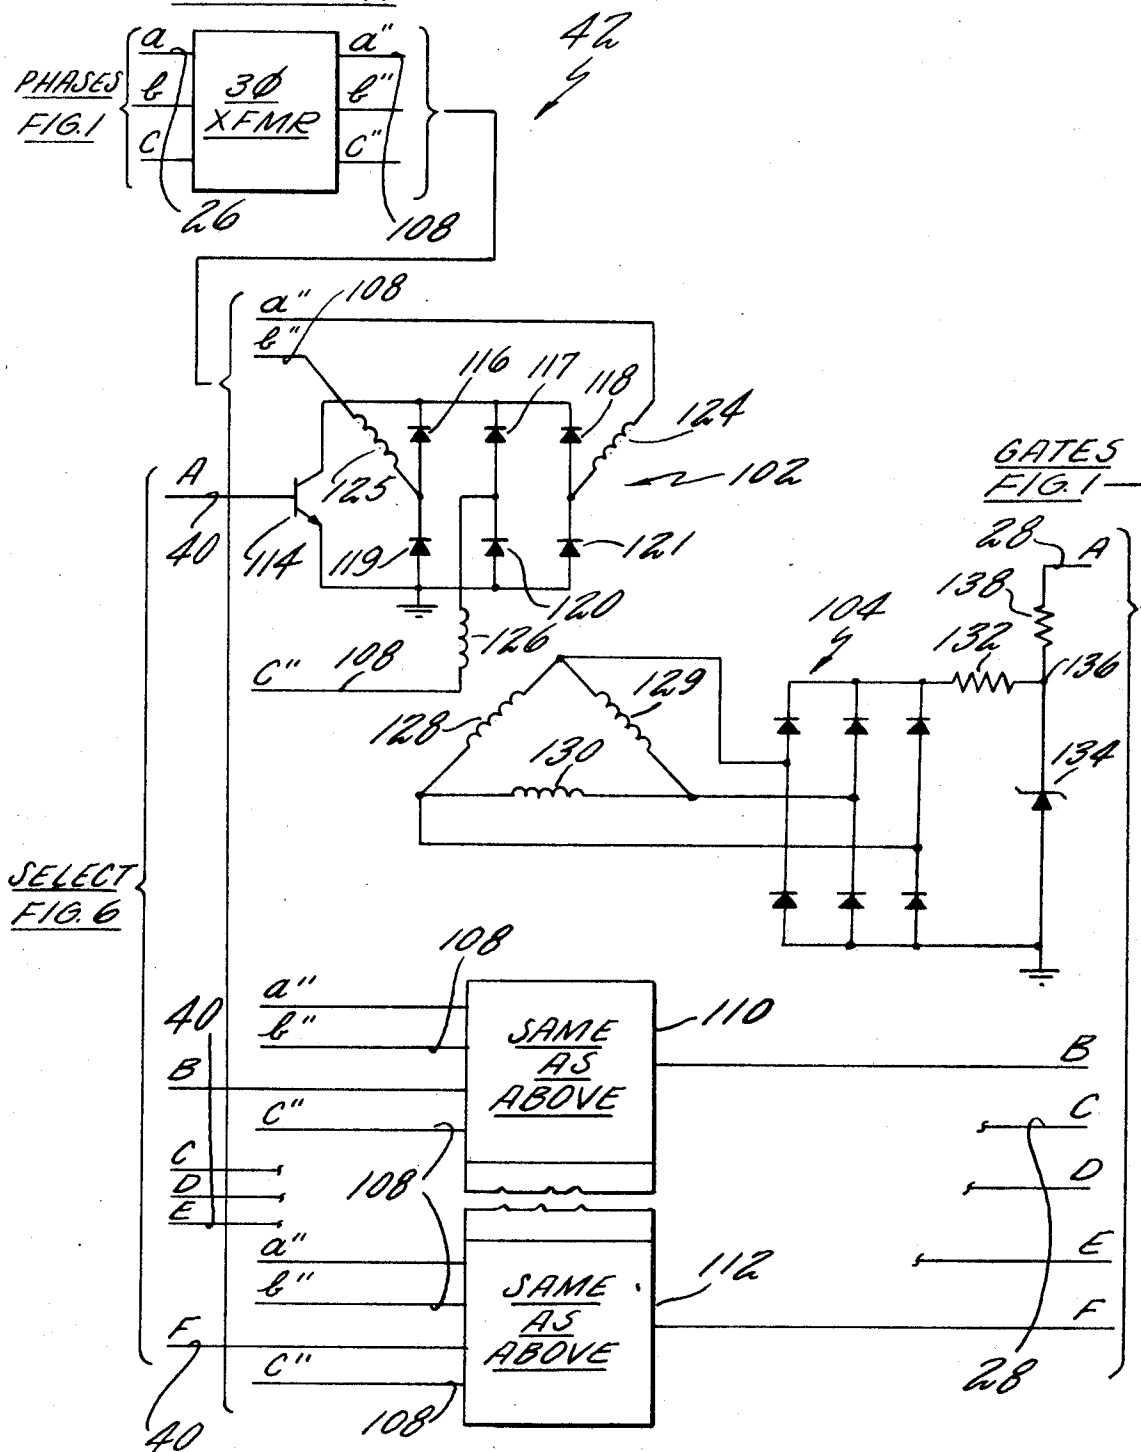 42
a
a"
PHASES
FIG.1
b
3Ø
XFMR
b"
C
C"
26
108
a"
108
b"
116
117
118
124
A
125
102
GATES
FIG.1
40
114
119
121
28
A
120
138
126
104
132
C"
108
136
128
129
130
134
SELECT
FIG.6
108
a"
40
b"
SAME
AS
ABOVE
110
B
B
C"
C
C
D
108
D
E
a"
E
b"
SAME
AS
ABOVE
112
F
F
C"
28
108
40